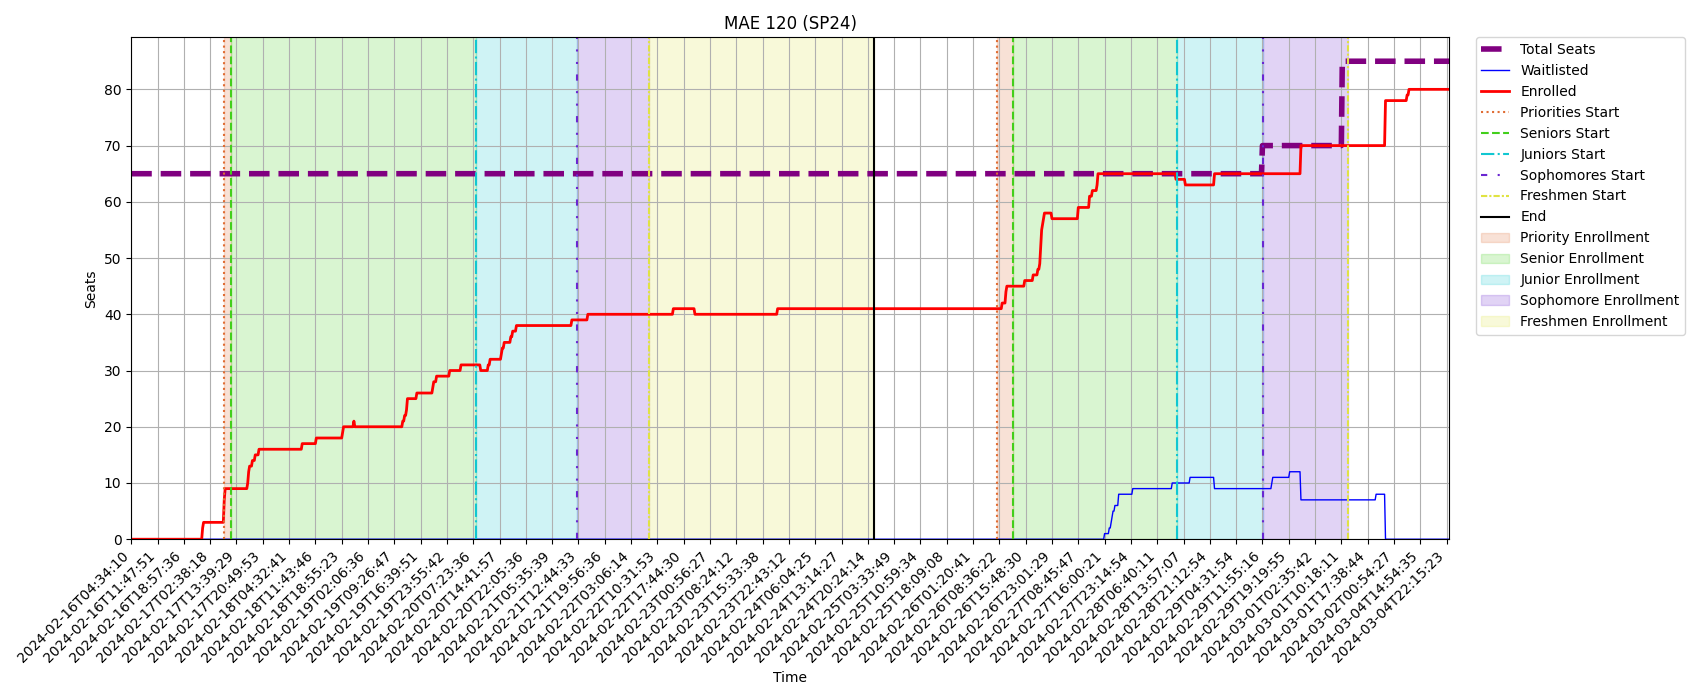 MAE 120 (SP24)
Seats
80
70
60
50
40
30
20
10
0
2024-02-16T04:34:10
2024-02-16T11:47:51
2024-02-16T18:57:36
2024-02-17T02:38:18
2024-02-17T13:39:29
2024-02-17T20:49:53
2024-02-18T04:32:41
2024-02-18T11:43:46
2024-02-18T18:55:23
2024-02-19T02:06:36
2024-02-19T09:26:47
2024-02-19T16:39:51
2024-02-19T23:55:42
2024-02-20T07:23:36
2024-02-20T14:41:57
2024-02-20T22:05:36
2024-02-21T05:35:39
2024-02-21T12:44:33
2024-02-21T19:56:36
2024-02-22T03:06:14
2024-02-22T10:31:53
2024-02-22T17:44:30
2024-02-23T00:56:27
2024-02-23T08:24:12
2024-02-23T15:33:38
2024-02-23T22:43:12
2024-02-24T06:04:25
2024-02-24T13:14:27
2024-02-24T20:24:14
2024-02-25T03:33:49
2024-02-25T10:59:34
2024-02-25T18:09:08
2024-02-26T01:20:41
2024-02-26T08:36:22
2024-02-26T15:48:30
2024-02-26T23:01:29
2024-02-27T08:45:47
2024-02-27T16:00:21
2024-02-27T23:14:54
2024-02-28T06:40:11
2024-02-28T13:57:07
2024-02-28T21:12:54
2024-02-29T04:31:54
2024-02-29T11:55:16
2024-02-29T19:19:55
2024-03-01T02:35:42
2024-03-01T10:18:11
2024-03-01T17:38:44
2024-03-02T00:54:27
2024-03-04T14:54:35
2024-03-04T22:15:23
Time
Total Seats
Waitlisted
Enrolled
Priorities Start
Seniors Start
Juniors Start
Sophomores Start
Freshmen Start
End
Priority Enrollment
Senior Enrollment
Junior Enrollment
Sophomore Enrollment
Freshmen Enrollment